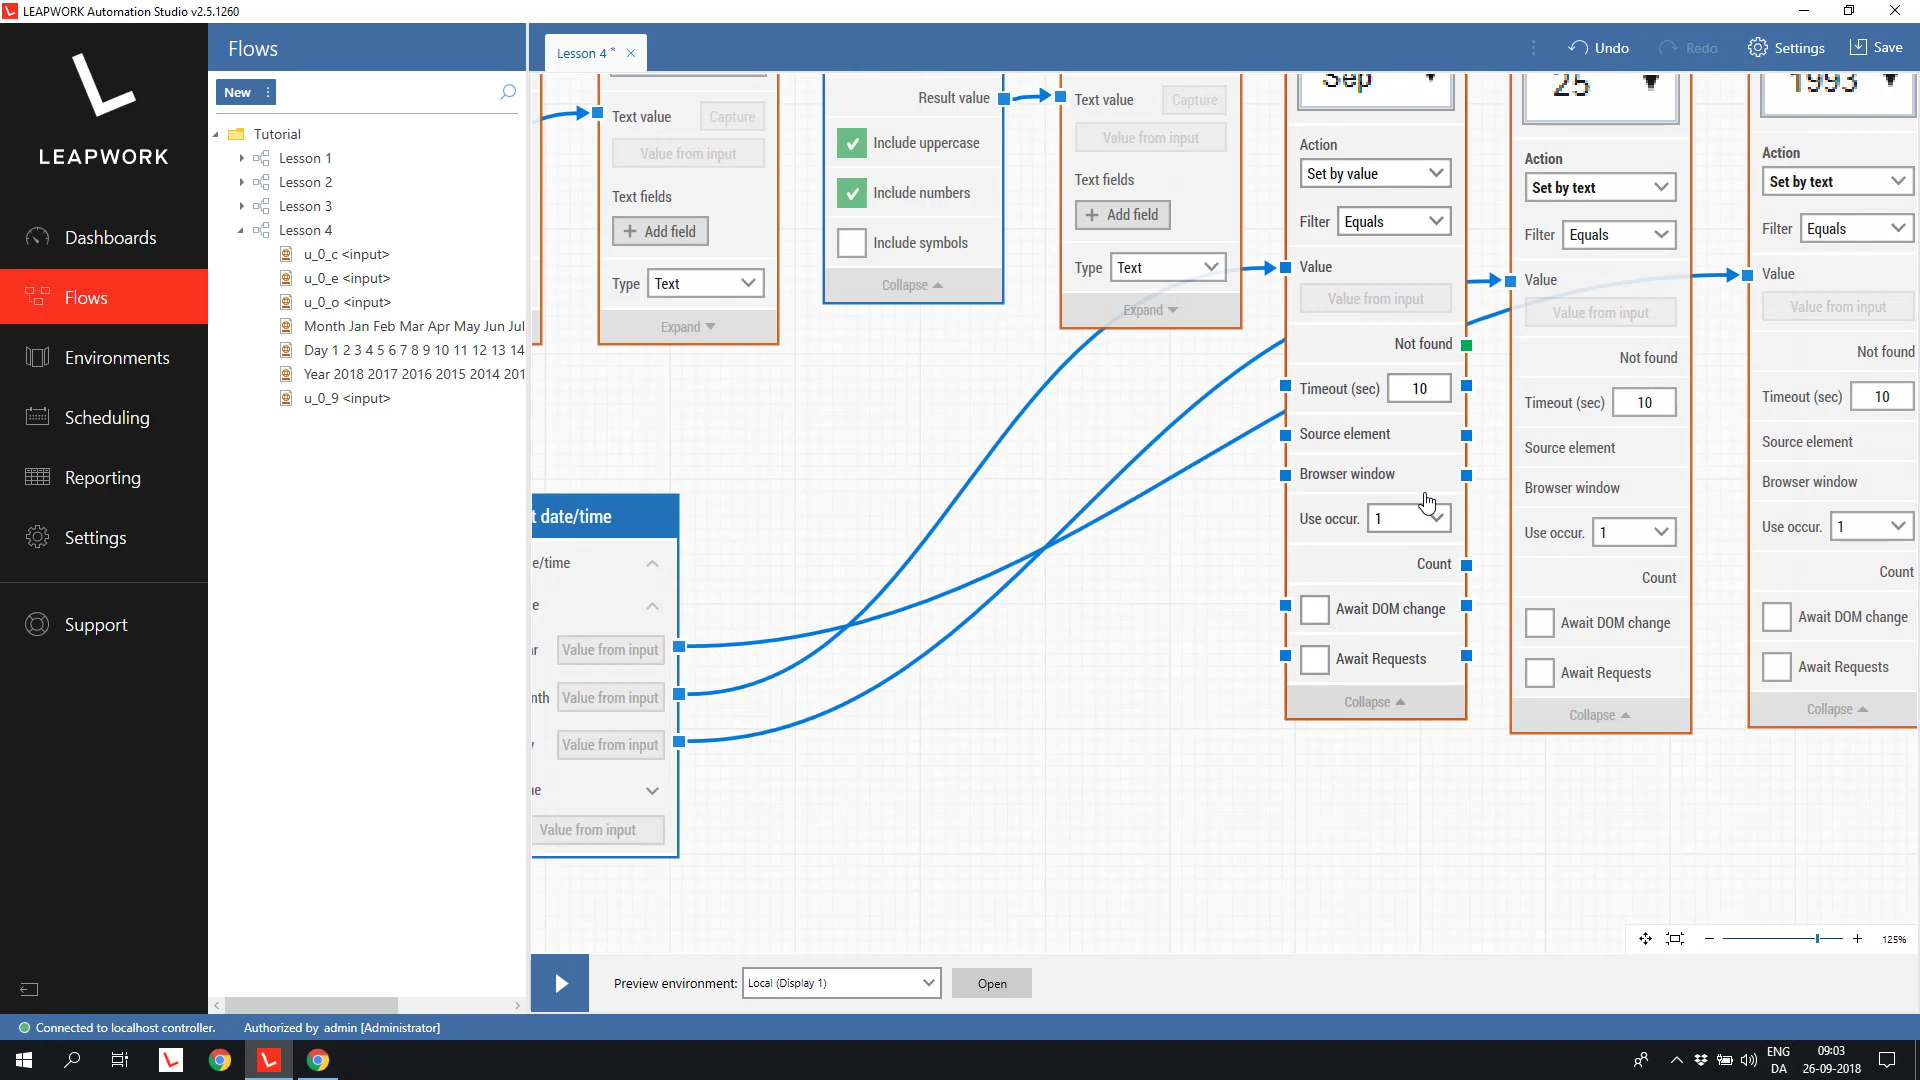 LEAPWORK Automation Studio v2.5.1260
LEAPWORK
Dashboards
Flows
Environments
Scheduling
Reporting
Settings
Support
Flows
New
Tutorial
Lesson 1
Lesson 2
Lesson 3
Lesson 4
u_0_c <input>
u_0_e <input>
u_0_o <input>
Month Jan Feb Mar Apr May Jun Jul
Day 1 2 3 4 5 6 7 8 9 10 11 12 13 14
Year 2018 2017 2016 2015 2014 201
u_0_9 <input>
Lesson 4 *
Undo
Redo
Settings
Save
Text value
Capture
Value from input
Text fields
+ Add field
Type Text
Expand
Result value
Include uppercase
Include numbers
Include symbols
Collapse
Text value
Capture
Value from input
Text fields
+ Add field
Type Text
Expand
Sep
Action
Set by value
Filter Equals
Value
Value from input
Not found
Timeout (sec) 10
Source element
Browser window
Use occur. 1
Count
Await DOM change
Await Requests
Collapse
25
Action
Set by text
Filter Equals
Value
Value from input
Not found
Timeout (sec) 10
Source element
Browser window
Use occur. 1
Count
Await DOM change
Await Requests
Collapse
1993
Action
Set by text
Filter Equals
Value
Value from input
Not found
Timeout (sec) 10
Source element
Browser window
Use occur. 1
Count
Await DOM change
Await Requests
Collapse
t date/time
e/time
e
r Value from input
nth Value from input
Value from input
ne
Value from input
125%
Preview environment: Local (Display 1)
Open
Connected to localhost controller.
Authorized by admin [Administrator]
ENG
DA
09:03
26-09-2018